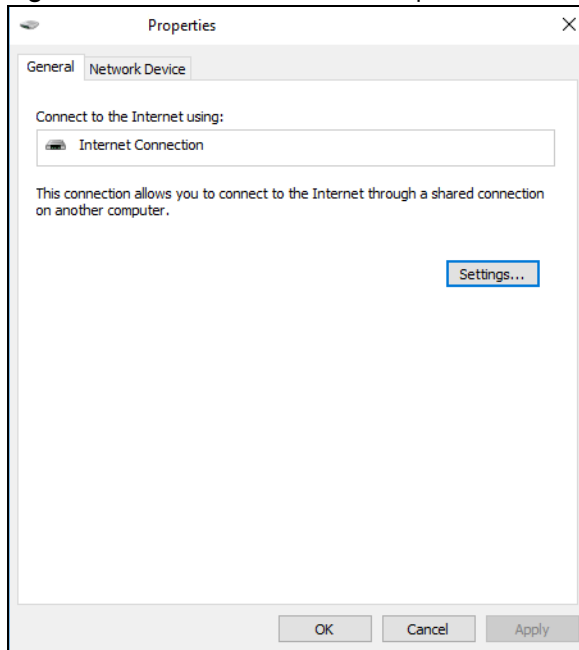 Properties
General
Network Device
Connect to the Internet using:
Internet Connection
This connection allows you to connect to the Internet through a shared connection
on another computer.
Settings...
OK
Cancel
Apply